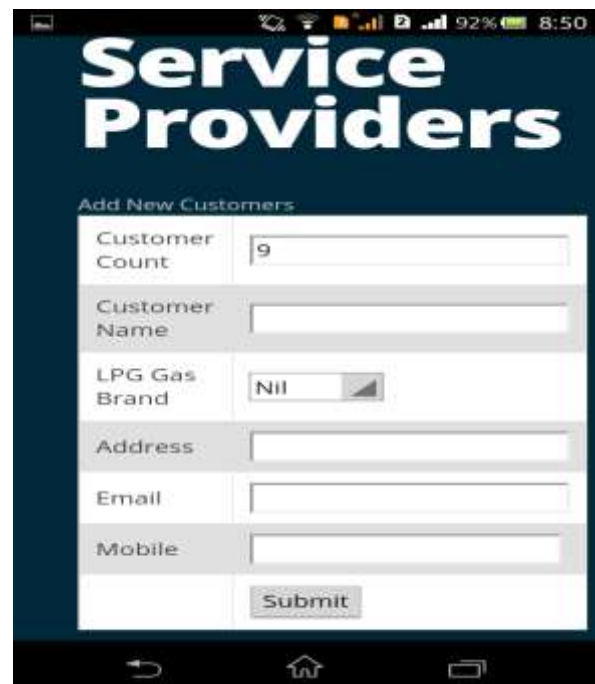 92% 8:50
Service
Providers
Add New Customers
Customer
Count
9
Customer
Name
LPG Gas
Brand
Nil
Address
Email
Mobile
Submit